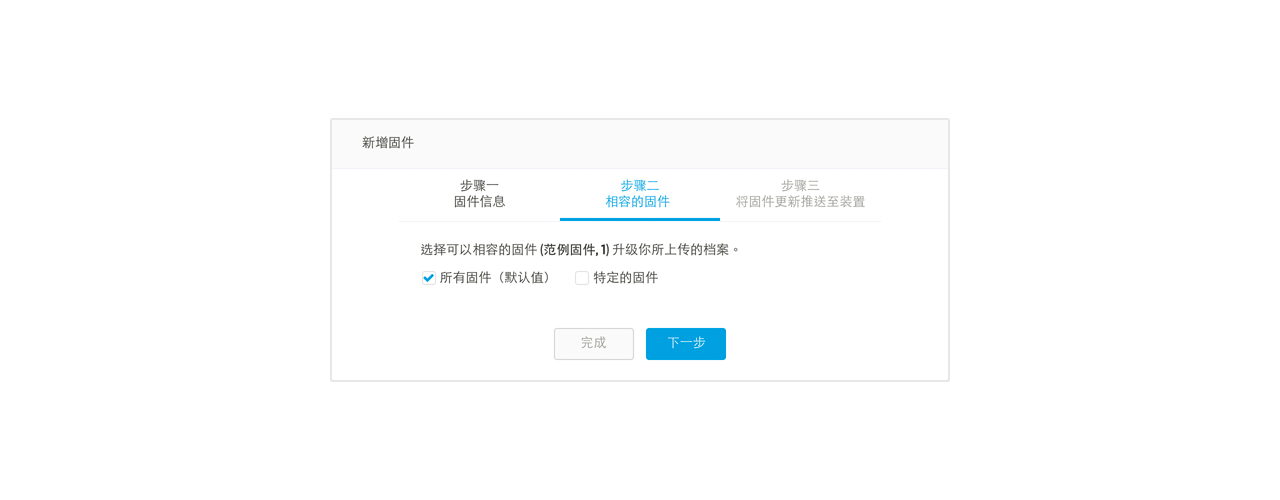 新增固件
步骤一
固件信息
步骤二
相容的固件
步骤三
将固件更新推送至装置
选择可以相容的固件 (范例固件, 1) 升级你所上传的档案。
所有固件（默认值）
特定的固件
完成
下一步